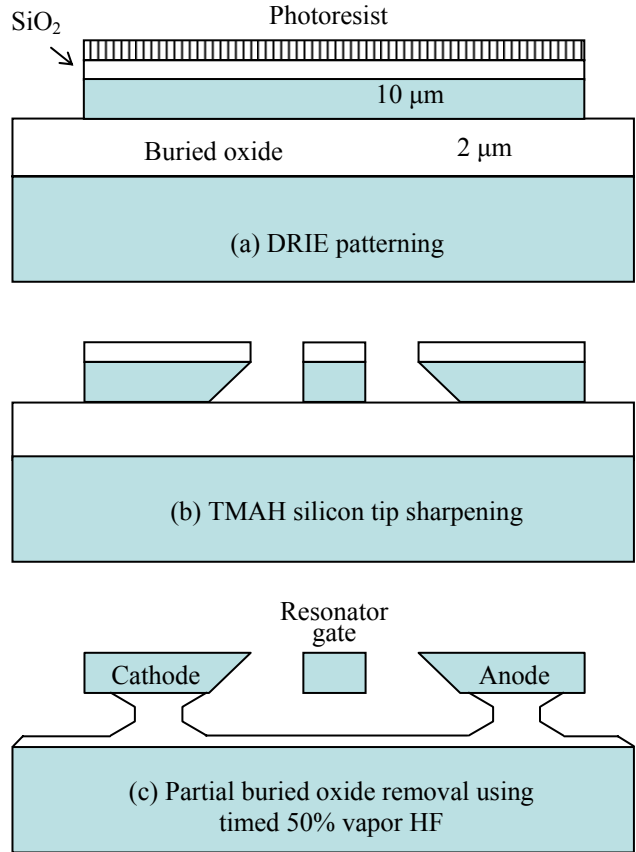 Photoresist
SiO₂
10 μm
Buried oxide 2 μm
(a) DRIE patterning
(b) TMAH silicon tip sharpening
Resonator
gate
Cathode
Anode
(c) Partial buried oxide removal using
timed 50% vapor HF